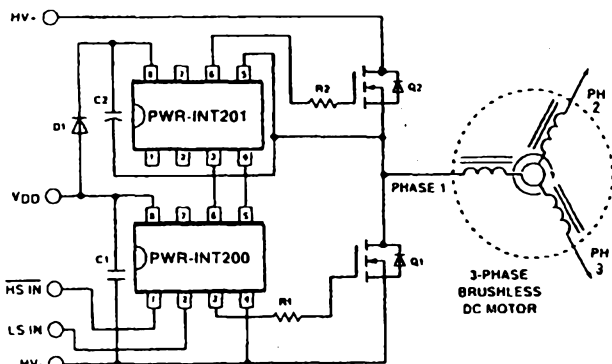 HV-
8 7 6 5
R2
Q2
PH
2
C2
PWR-INT201
D1
1 2 3 4
PHASE 1
VDD
8 7 6 5
C1
PWR-INT200
Q1
PH
3
3-PHASE
BRUSHLESS
DC MOTOR
HS IN
1 2 3 4
R1
LS IN
HV-